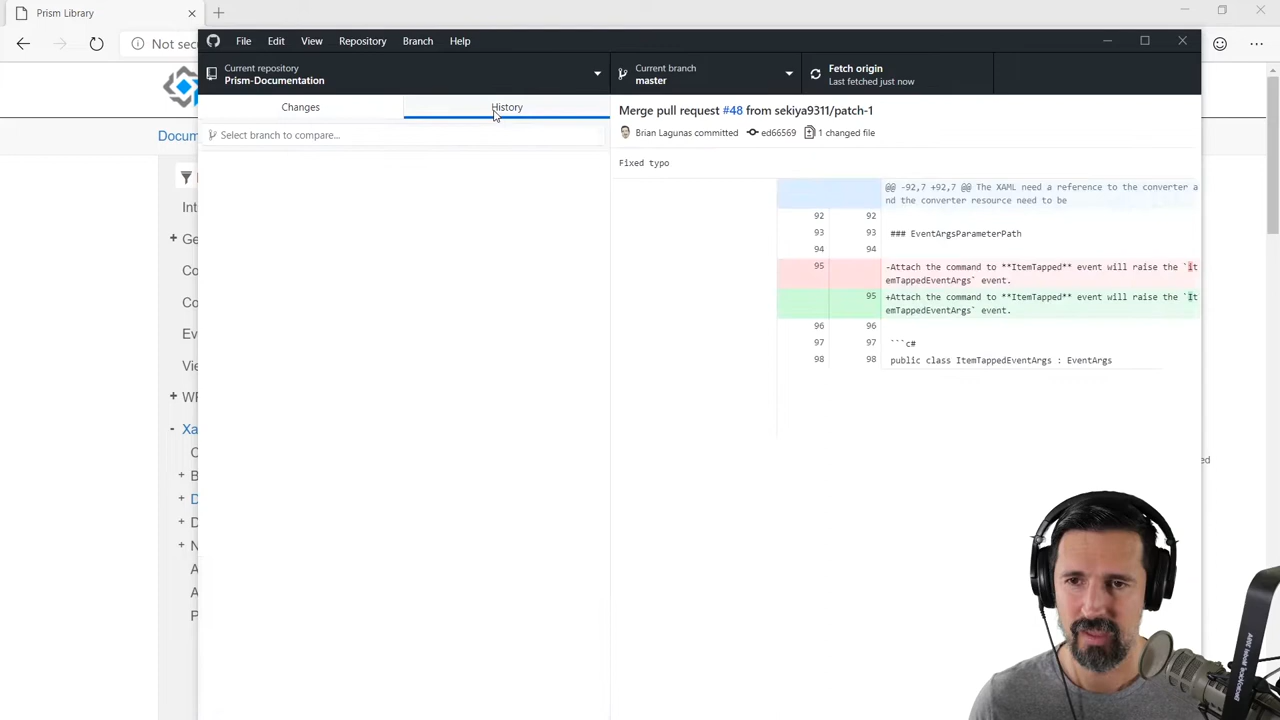 Prism Library
Not sec
File Edit View Repository Branch Help
Current repository
Prism-Documentation
Current branch
master
Fetch origin
Last fetched just now
Changes
History
Select branch to compare...
Merge pull request #48 from sekiya9311/patch-1
Brian Lagunas committed
ed66569
1 changed file
Fixed typo
@@ -92,7 +92,7 @@ The XAML need a reference to the converter a
nd the converter resource need to be
92 92
93 93 ### EventArgsParameterPath
94 94
95 -Attach the command to **ItemTapped** event will raise the `It
emTappedEventArgs` event.
95 +Attach the command to **ItemTapped** event will raise the `It
emTappedEventArgs` event.
96 96
97 97 ```c#
98 98 public class ItemTappedEventArgs : EventArgs
Docum
Int
+ Ge
Co
Co
Ev
Vie
+ WP
- Xa
C
+ B
+ D
+ D
+ N
A
A
P
ed